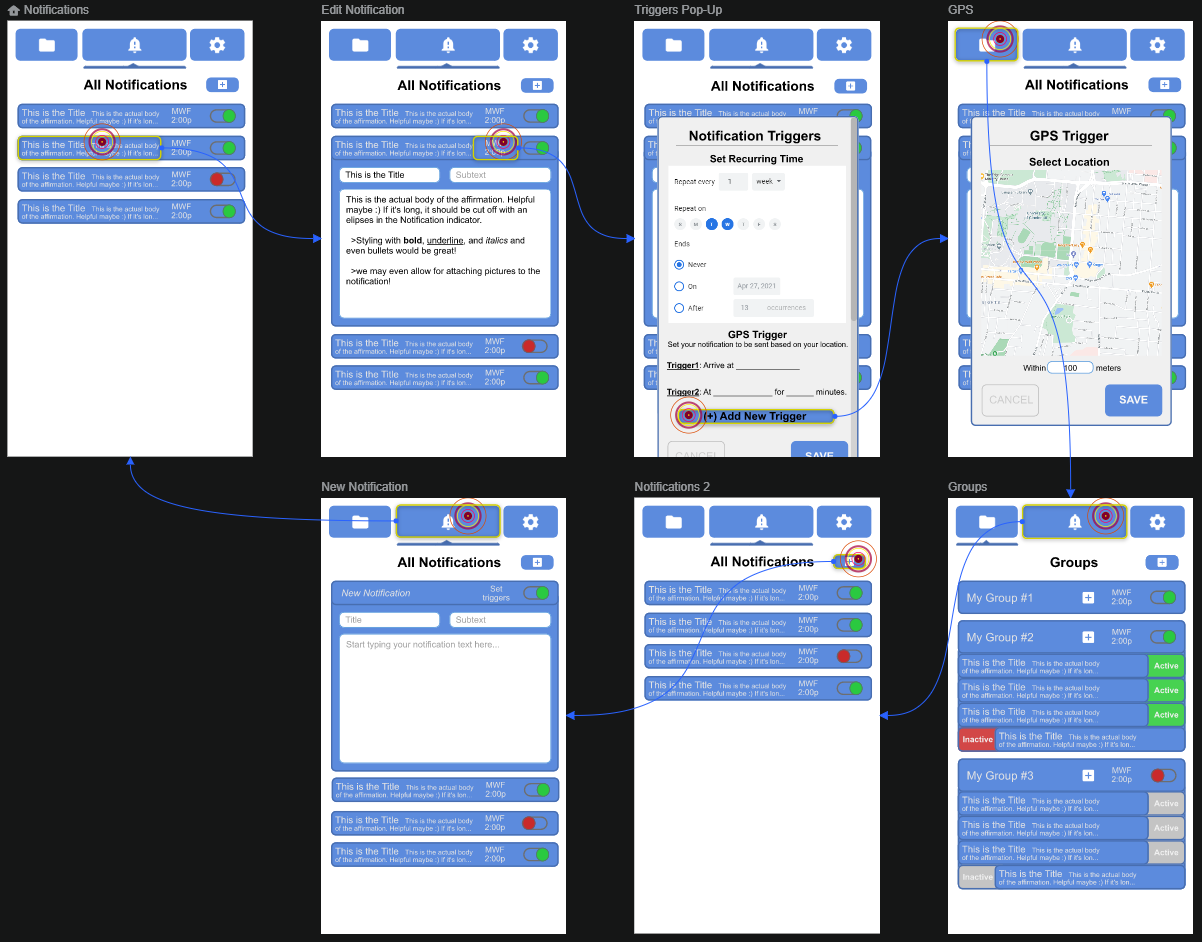 Notifications
All Notifications
This is the Title This is the actual body
of the affirmation. Helpful maybe :) If it's lon...
MWF
2:00p
This is the Title This is the actual body
of the affirmation. Helpful maybe :) If it's lon...
MWF
2:00p
This is the Title This is the actual body
of the affirmation. Helpful maybe :) If it's lon...
MWF
2:00p
This is the Title This is the actual body
of the affirmation. Helpful maybe :) If it's lon...
MWF
2:00p
Edit Notification
All Notifications
This is the Title This is the actual body
of the affirmation. Helpful maybe :) If it's lon...
MWF
2:00p
This is the Title This is the actual body
of the affirmation. Helpful maybe :) If it's lon...
MWF
2:00p
This is the Title
Subtext
This is the actual body of the affirmation. Helpful
maybe :) If it's long, it should be cut off with an
elipses in the Notification indicator.
>Styling with bold, underline, and italics and
even bullets would be great!
>we may even allow for attaching pictures to the
notification!
This is the Title This is the actual body
of the affirmation. Helpful maybe :) If it's lon...
MWF
2:00p
This is the Title This is the actual body
of the affirmation. Helpful maybe :) If it's lon...
MWF
2:00p
Triggers Pop-Up
All Notifications
This is the Title This is the actual body
MWF
Notification Triggers
Set Recurring Time
Repeat every 1 week
Repeat on
S M T W T F S
Ends
Never
On Apr 27, 2021
After 13 occurrences
GPS Trigger
Set your notification to be sent based on your location.
Trigger1: Arrive at ____________
Trigger2: At ____________ for ______ minutes.
(+) Add New Trigger
CANCEL
SAVE
GPS
All Notifications
This is the Title This is the actual body
MWF
GPS Trigger
Select Location
Within 100 meters
CANCEL
SAVE
New Notification
All Notifications
New Notification
Set
triggers
Title
Subtext
Start typing your notification text here...
This is the Title This is the actual body
of the affirmation. Helpful maybe :) If it's lon...
MWF
2:00p
This is the Title This is the actual body
of the affirmation. Helpful maybe :) If it's lon...
MWF
2:00p
This is the Title This is the actual body
of the affirmation. Helpful maybe :) If it's lon...
MWF
2:00p
Notifications 2
All Notifications
This is the Title This is the actual body
of the affirmation. Helpful maybe :) If it's lon...
MWF
2:00p
This is the Title This is the actual body
of the affirmation. Helpful maybe :) If it's lon...
MWF
2:00p
This is the Title This is the actual body
of the affirmation. Helpful maybe :) If it's lon...
MWF
2:00p
This is the Title This is the actual body
of the affirmation. Helpful maybe :) If it's lon...
MWF
2:00p
Groups
Groups
My Group #1
MWF
2:00p
My Group #2
MWF
2:00p
This is the Title This is the actual body
of the affirmation. Helpful maybe :) If it's lon...
Active
This is the Title This is the actual body
of the affirmation. Helpful maybe :) If it's lon...
Active
This is the Title This is the actual body
of the affirmation. Helpful maybe :) If it's lon...
Active
Inactive
This is the Title This is the actual body
of the affirmation. Helpful maybe :) If it's lon...
My Group #3
MWF
2:00p
This is the Title This is the actual body
of the affirmation. Helpful maybe :) If it's lon...
Active
This is the Title This is the actual body
of the affirmation. Helpful maybe :) If it's lon...
Active
This is the Title This is the actual body
of the affirmation. Helpful maybe :) If it's lon...
Active
Inactive
This is the Title This is the actual body
of the affirmation. Helpful maybe :) If it's lon...